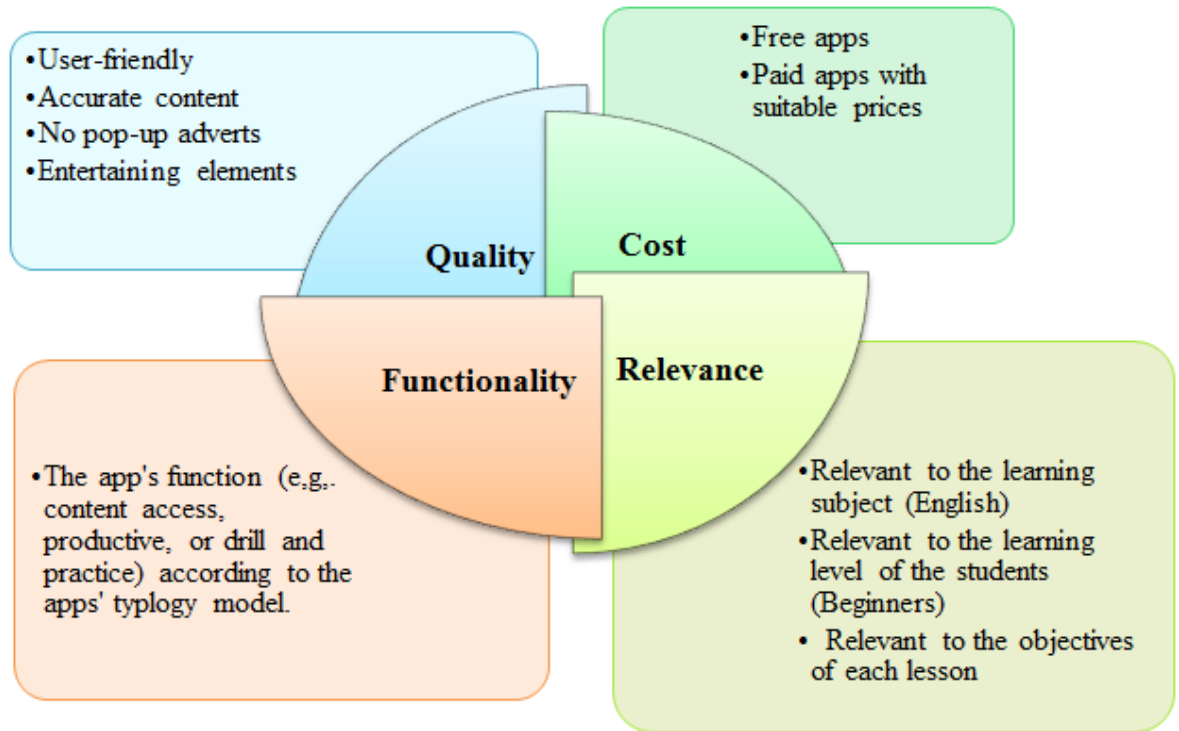 •User-friendly
•Accurate content
•No pop-up adverts
•Entertaining elements
•Free apps
•Paid apps with
suitable prices
Quality
Cost
Functionality
Relevance
•The app's function (e,g,.
content access,
productive, or drill and
practice) according to the
apps' typlogy model.
•Relevant to the learning
subject (English)
•Relevant to the learning
level of the students
(Beginners)
• Relevant to the objectives
of each lesson